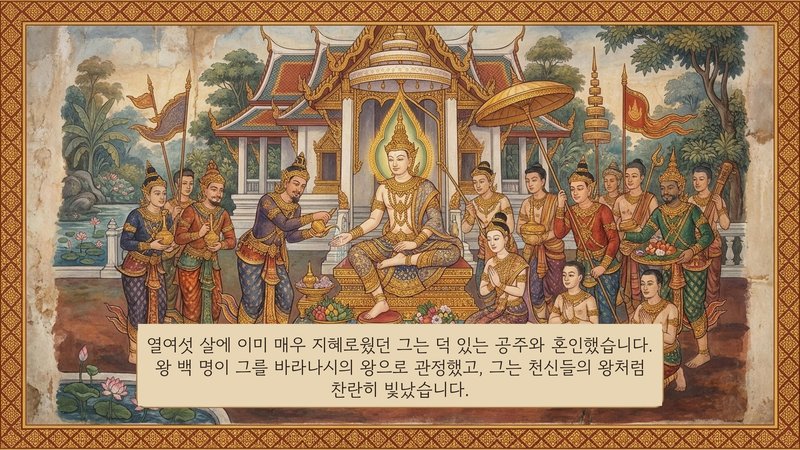 열여섯 살에 이미 매우 지혜로웠던 그는 덕 있는 공주와 혼인했습니다.
왕 백 명이 그를 바라나시의 왕으로 관정했고, 그는 천신들의 왕처럼
찬란히 빛났습니다.